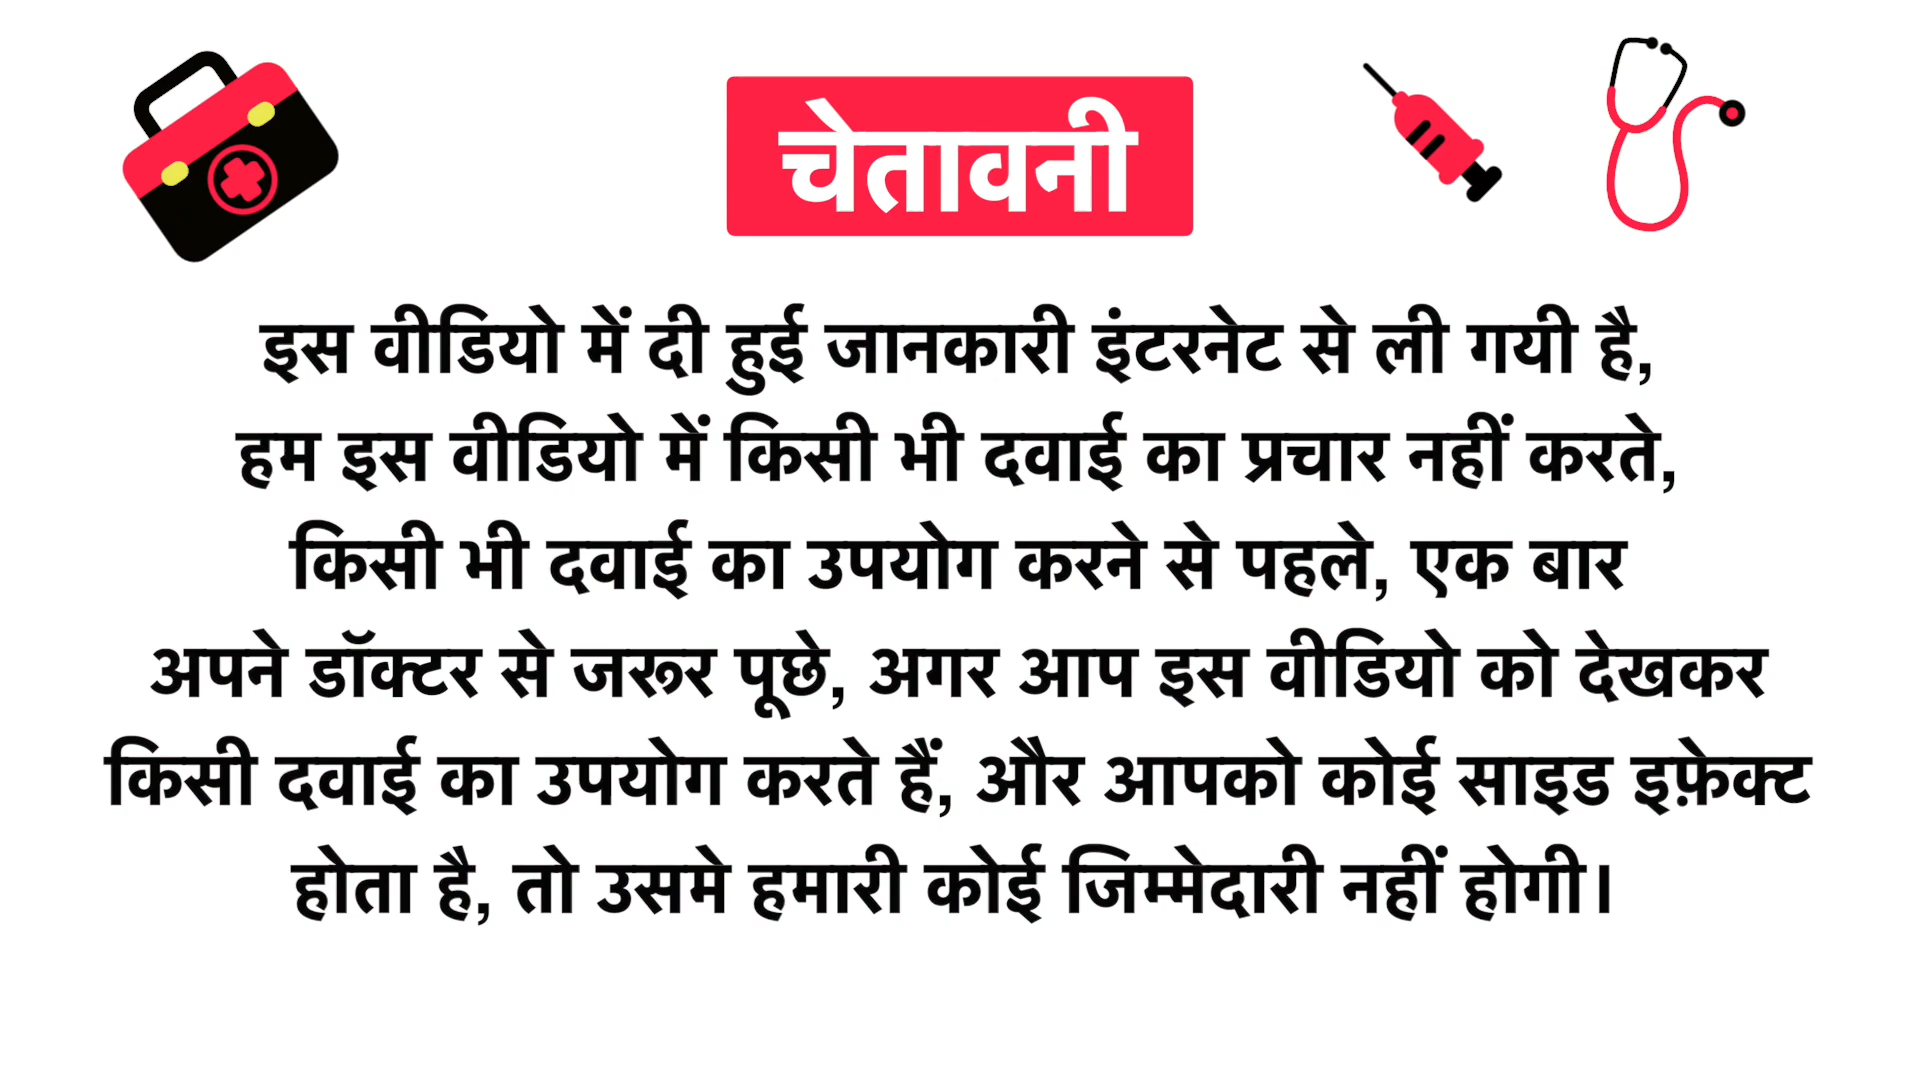 चेतावनी
इस वीडियो में दी हुई जानकारी इंटरनेट से ली गयी है,
हम इस वीडियो में किसी भी दवाई का प्रचार नहीं करते,
किसी भी दवाई का उपयोग करने से पहले, एक बार
अपने डॉक्टर से जरूर पूछे, अगर आप इस वीडियो को देखकर
किसी दवाई का उपयोग करते हैं, और आपको कोई साइड इफ़ेक्ट
होता है, तो उसमे हमारी कोई जिम्मेदारी नहीं होगी।